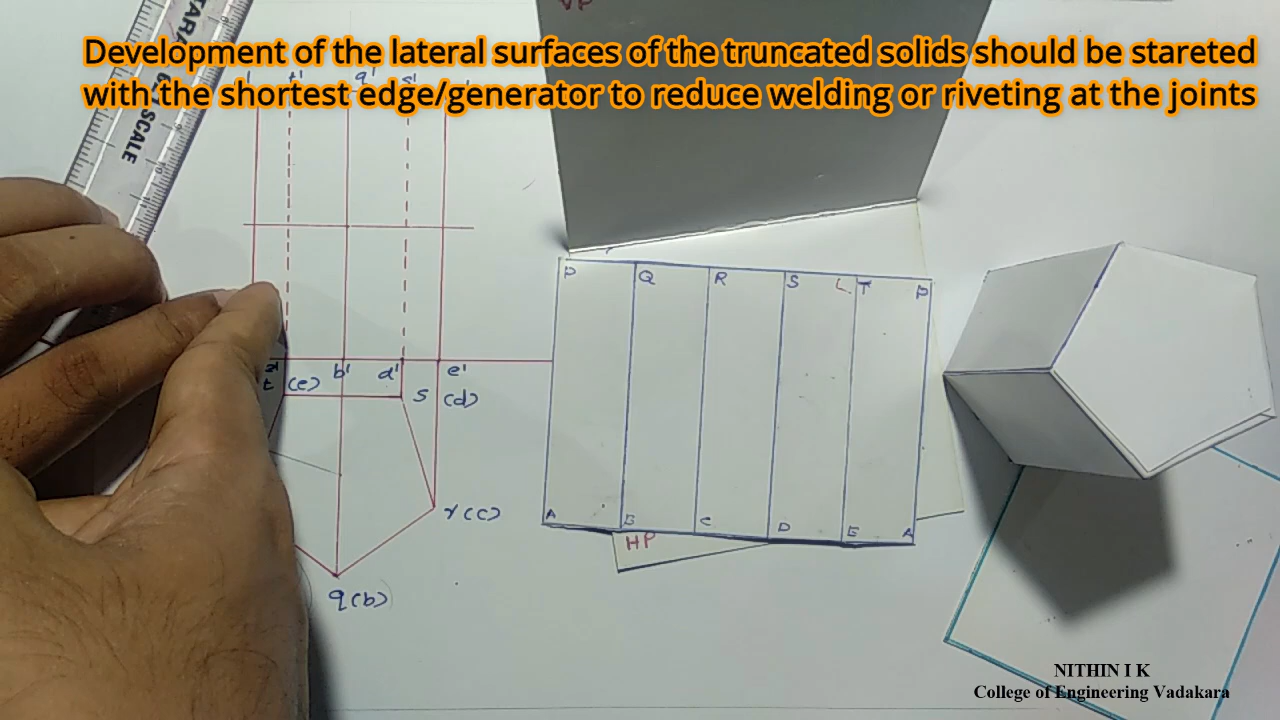 VP
Development of the lateral surfaces of the truncated solids should be stareted
with the shortest edge/generator to reduce welding or riveting at the joints
SCALE
q' s'
P Q R S L T P
b' d' e'
t (e) s (d)
r(c)
A B C D E A
HP
q(b)
NITHIN I K
College of Engineering Vadakara